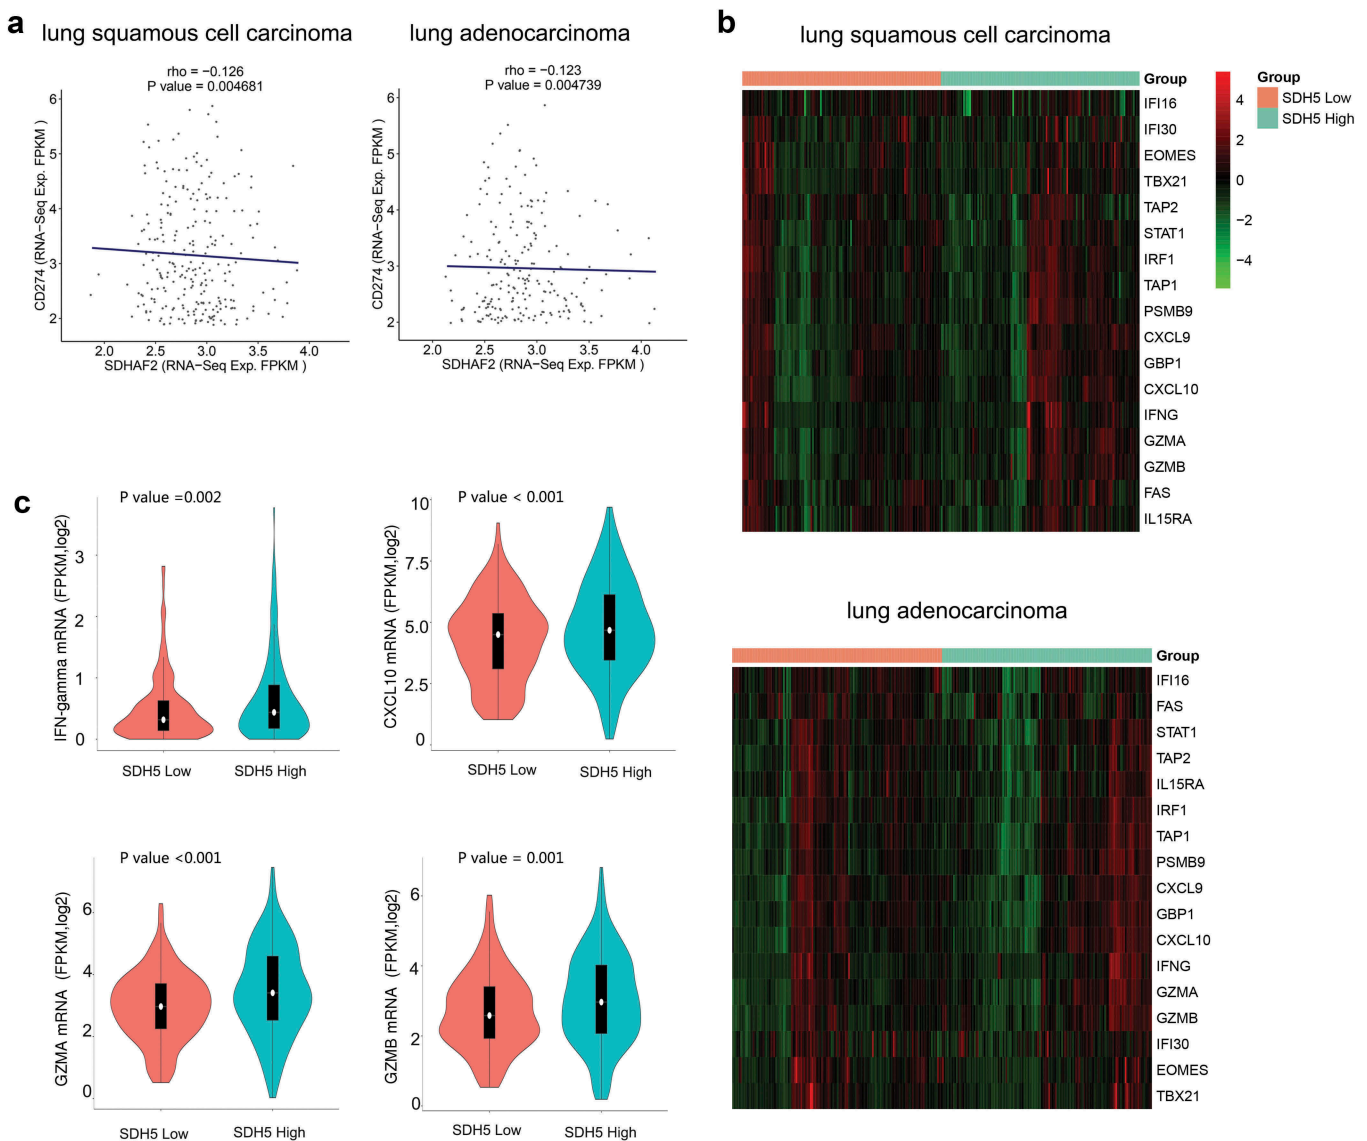 a
lung squamous cell carcinoma
rho = −0.126
P value = 0.004681
CD274 (RNA−Seq Exp. FPKM )
6
5
4
3
2
2.0 2.5 3.0 3.5 4.0
SDHAF2 (RNA−Seq Exp. FPKM )
lung adenocarcinoma
rho = −0.123
P value = 0.004739
CD274 (RNA−Seq Exp. FPKM )
6
5
4
3
2
2.0 2.5 3.0 3.5 4.0
SDHAF2 (RNA−Seq Exp. FPKM )
b
lung squamous cell carcinoma
Group
IFI16
IFI30
EOMES
TBX21
TAP2
STAT1
IRF1
TAP1
PSMB9
CXCL9
GBP1
CXCL10
IFNG
GZMA
GZMB
FAS
IL15RA
4
2
0
−2
−4
Group
SDH5 Low
SDH5 High
lung adenocarcinoma
Group
IFI16
FAS
STAT1
TAP2
IL15RA
IRF1
TAP1
PSMB9
CXCL9
GBP1
CXCL10
IFNG
GZMA
GZMB
IFI30
EOMES
TBX21
c
P value =0.002
IFN-gamma mRNA (FPKM,log2)
3
2
1
0
SDH5 Low SDH5 High
P value < 0.001
CXCL10 mRNA (FPKM,log2)
10
7.5
5.0
2.5
0
SDH5 Low SDH5 High
P value <0.001
GZMA mRNA (FPKM,log2)
6
4
2
0
SDH5 Low SDH5 High
P value = 0.001
GZMB mRNA (FPKM,log2)
6
4
2
0
SDH5 Low SDH5 High